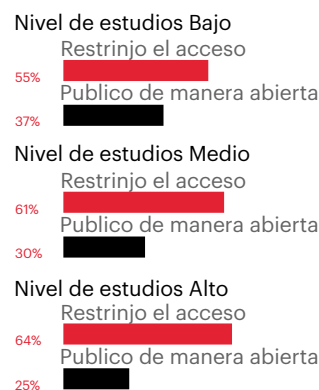 Nivel de estudios Bajo
Restrinjo el acceso
55%
Publico de manera abierta
37%
Nivel de estudios Medio
Restrinjo el acceso
61%
Publico de manera abierta
30%
Nivel de estudios Alto
Restrinjo el acceso
64%
Publico de manera abierta
25%